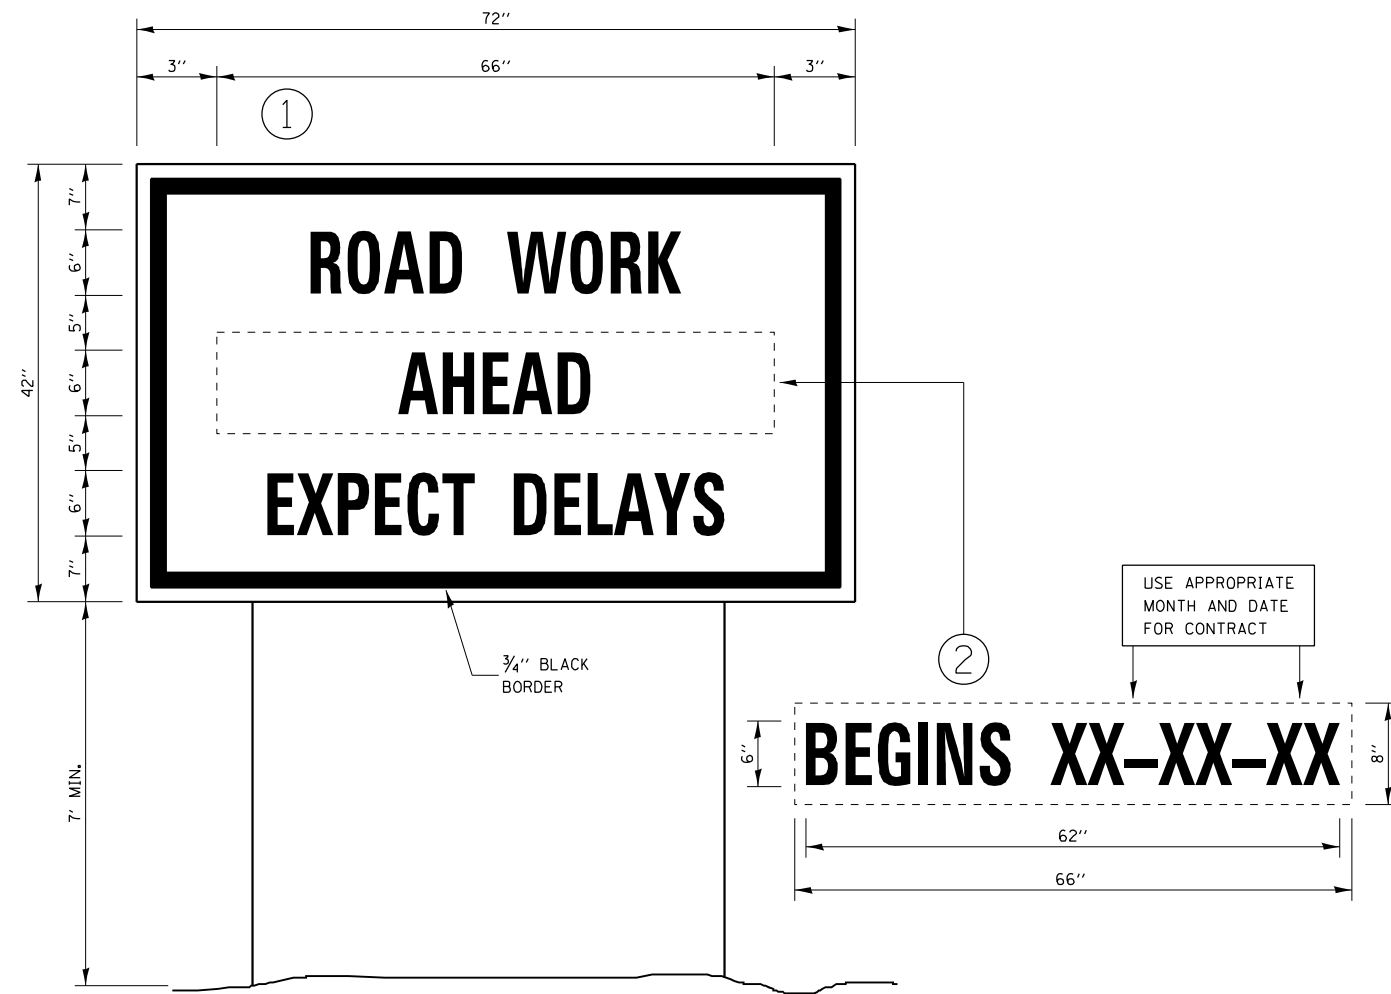 72''
3'' 66'' 3''
1
7''
6''
5''
6''
5''
6''
7''
42''
ROAD WORK
AHEAD
EXPECT DELAYS
3/4'' BLACK
BORDER
7' MIN.
2
USE APPROPRIATE
MONTH AND DATE
FOR CONTRACT
BEGINS XX-XX-XX
6''
8''
62''
66''